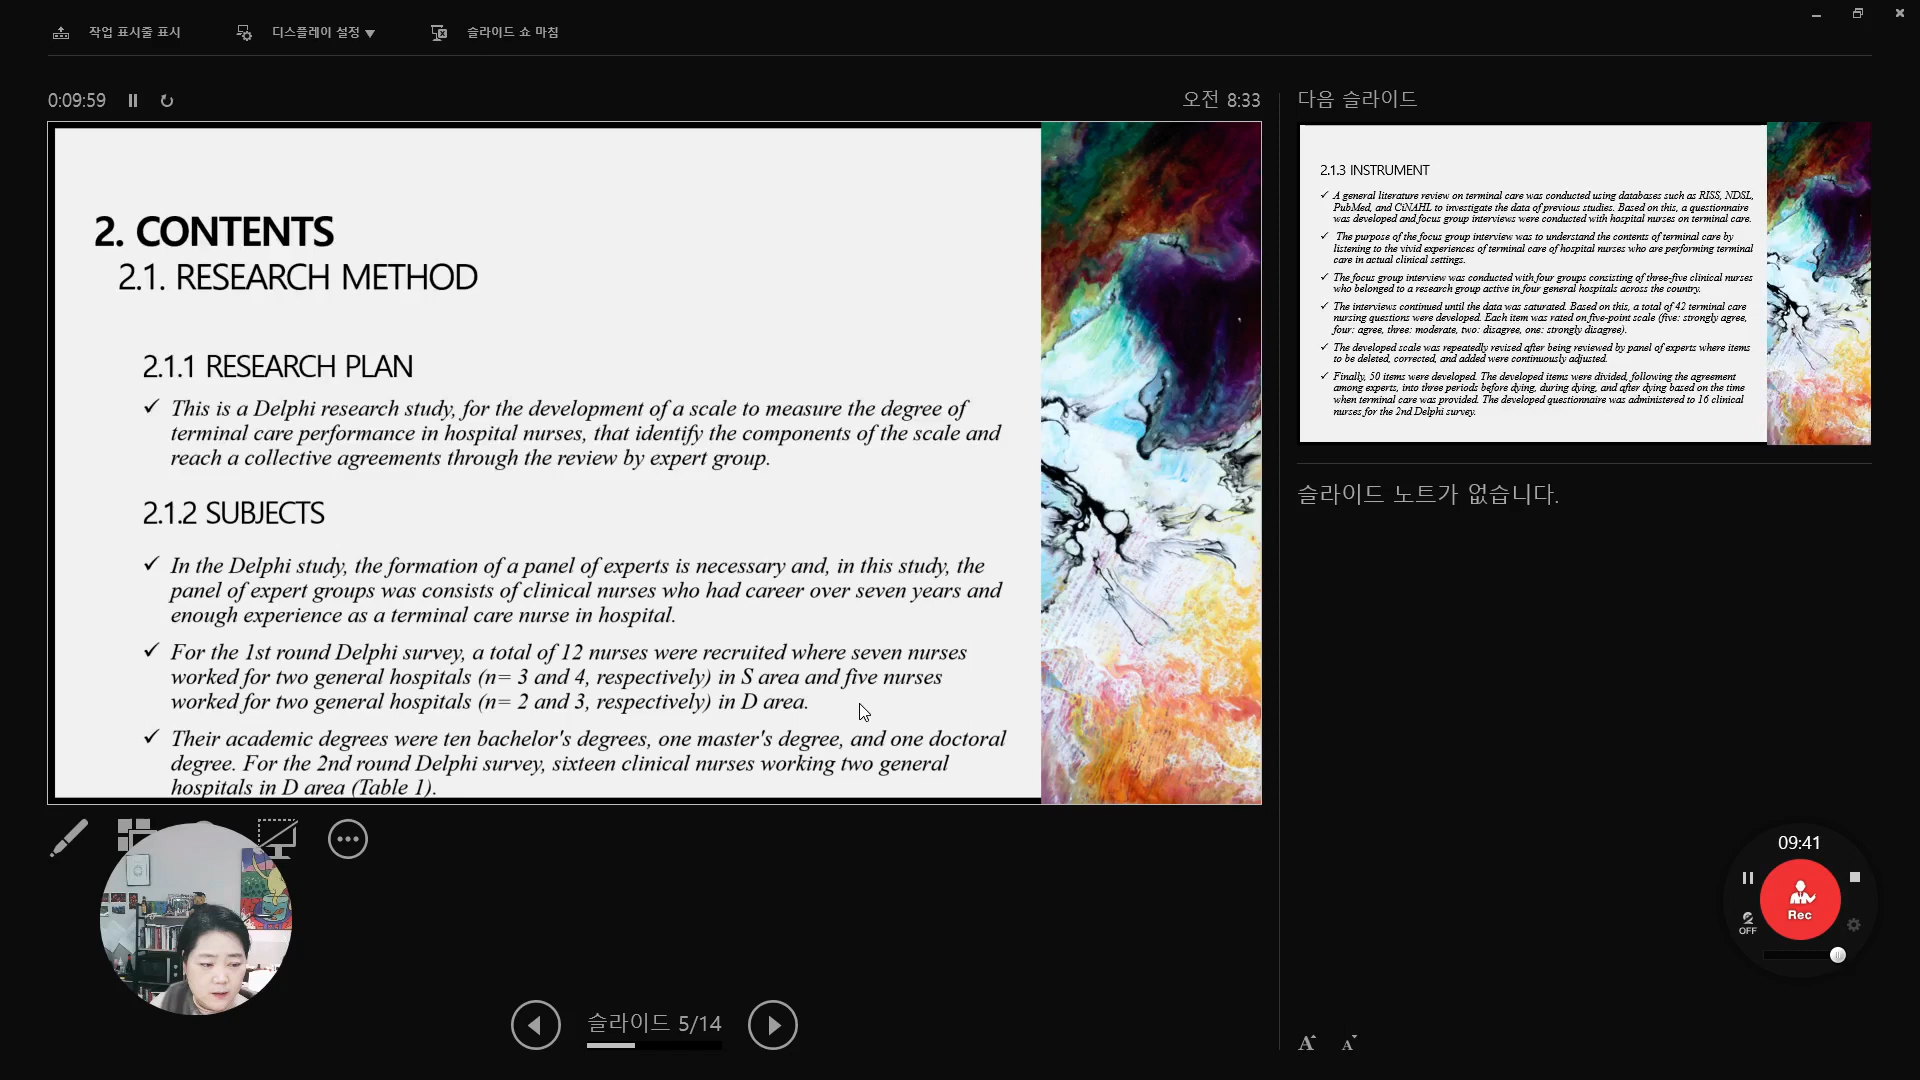 작업 표시줄 표시
디스플레이 설정 ▼
슬라이드 쇼 마침
0:09:59
오전 8:33
다음 슬라이드
2. CONTENTS
2.1. RESEARCH METHOD
2.1.1 RESEARCH PLAN
✓ This is a Delphi research study, for the development of a scale to measure the degree of
terminal care performance in hospital nurses, that identify the components of the scale and
reach a collective agreements through the review by expert group.
2.1.2 SUBJECTS
✓ In the Delphi study, the formation of a panel of experts is necessary and, in this study, the
panel of expert groups was consists of clinical nurses who had career over seven years and
enough experience as a terminal care nurse in hospital.
✓ For the 1st round Delphi survey, a total of 12 nurses were recruited where seven nurses
worked for two general hospitals (n= 3 and 4, respectively) in S area and five nurses
worked for two general hospitals (n= 2 and 3, respectively) in D area.
✓ Their academic degrees were ten bachelor's degrees, one master's degree, and one doctoral
degree. For the 2nd round Delphi survey, sixteen clinical nurses working two general
hospitals in D area (Table 1).
2.1.3 INSTRUMENT
✓ A general literature review on terminal care was conducted using databases such as RISS, NDSL,
PubMed, and CiNAHL to investigate the data of previous studies. Based on this, a questionnaire
was developed and focus group interviews were conducted with hospital nurses on terminal care.
✓ The purpose of the focus group interview was to understand the contents of terminal care by
listening to the vivid experiences of terminal care of hospital nurses who are performing terminal
care in actual clinical settings.
✓ The focus group interview was conducted with four groups consisting of three-five clinical nurses
who belonged to a research group active in four general hospitals across the country.
✓ The interviews continued until the data was saturated. Based on this, a total of 42 terminal care
nursing questions were developed. Each item was rated on five-point scale (five: strongly agree,
four: agree, three: moderate, two: disagree, one: strongly disagree).
✓ The developed scale was repeatedly revised after being reviewed by panel of experts where items
to be deleted, corrected, and added were continuously adjusted.
✓ Finally, 50 items were developed. The developed items were divided, following the agreement
among experts, into three periods before dying, during dying, and after dying based on the time
when terminal care was provided. The developed questionnaire was administered to 16 clinical
nurses for the 2nd Delphi survey.
슬라이드 노트가 없습니다.
09:41
Rec
OFF
슬라이드 5/14
A A